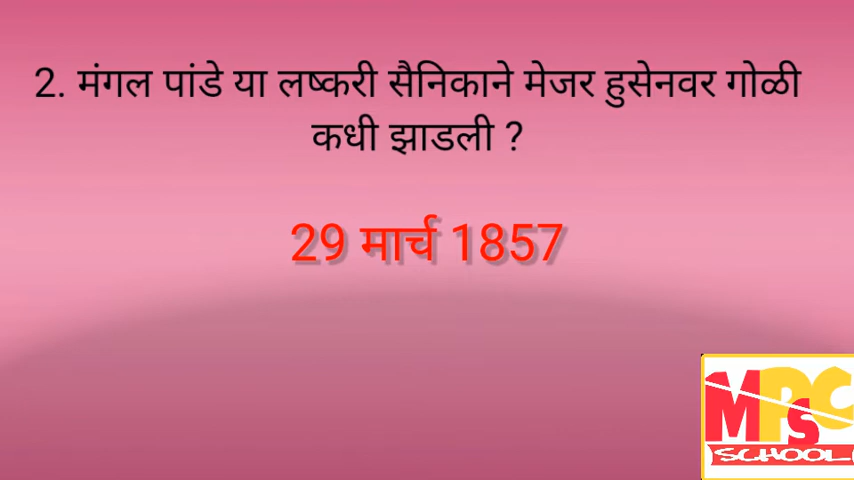 2. मंगल पांडे या लष्करी सैनिकाने मेजर हुसेनवर गोळी
कधी झाडली ?
29 मार्च 1857
MPSC
SCHOOL